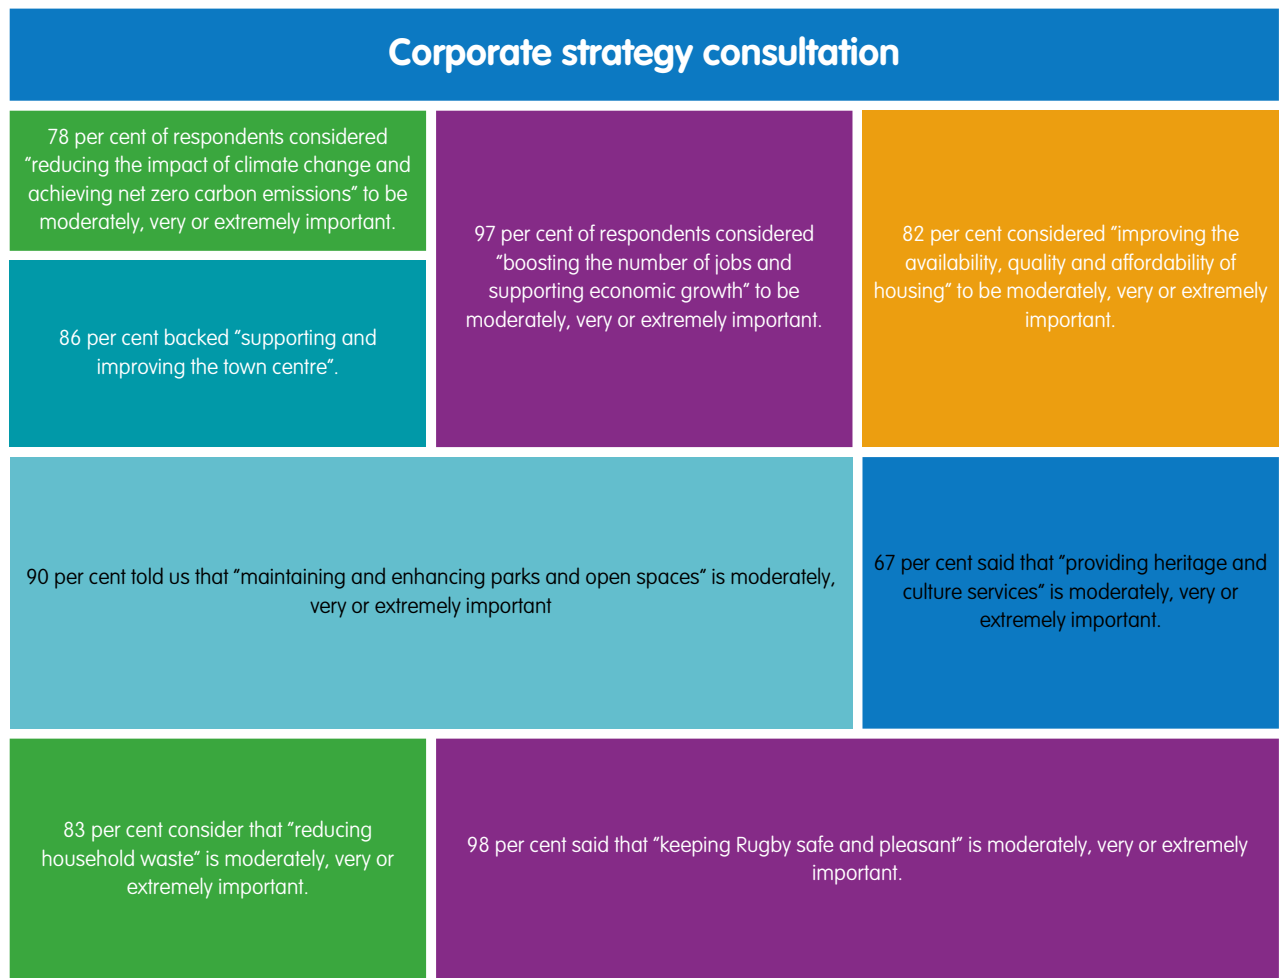 Corporate strategy consultation
78 per cent of respondents considered
“reducing the impact of climate change and
achieving net zero carbon emissions” to be
moderately, very or extremely important.
86 per cent backed “supporting and
improving the town centre”.
97 per cent of respondents considered
“boosting the number of jobs and
supporting economic growth” to be
moderately, very or extremely important.
82 per cent considered “improving the
availability, quality and affordability of
housing” to be moderately, very or extremely
important.
90 per cent told us that “maintaining and enhancing parks and open spaces” is moderately,
very or extremely important
67 per cent said that “providing heritage and
culture services” is moderately, very or
extremely important.
83 per cent consider that “reducing
household waste” is moderately, very or
extremely important.
98 per cent said that “keeping Rugby safe and pleasant” is moderately, very or extremely
important.